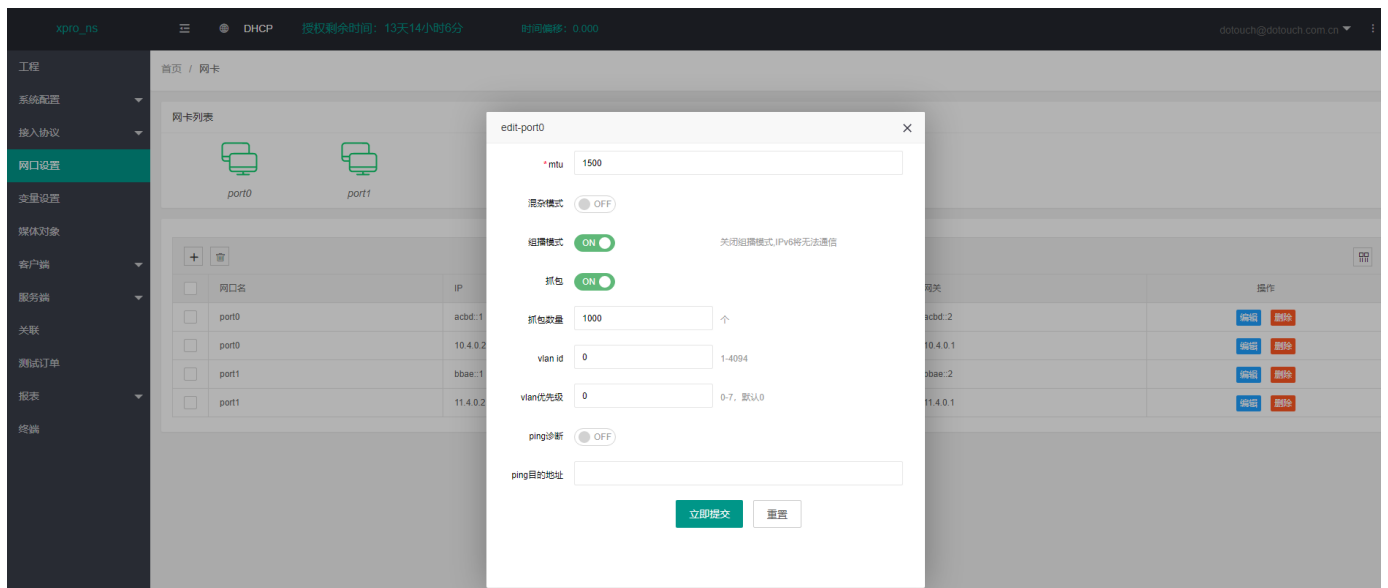 xpro_ns DHCP 授权剩余时间：13天14小时6分 时间偏移：0.000 dotouch@dotouch.com.cn
工程
系统配置
接入协议
网口设置
变量设置
媒体对象
客户端
服务端
关联
测试订单
报表
终端
首页 / 网卡
网卡列表
port0 port1
网口名 IP 网关 操作
port0 acbd::1 acbd::2 编辑 删除
port0 10.4.0.2 10.4.0.1 编辑 删除
port1 bbae::1 bbae::2 编辑 删除
port1 11.4.0.2 11.4.0.1 编辑 删除
edit-port0
*mtu 1500
混杂模式 OFF
组播模式 ON 关闭组播模式,IPv6将无法通信
抓包 ON
抓包数量 1000 个
vlan id 0 1-4094
vlan优先级 0 0-7，默认0
ping诊断 OFF
ping目的地址
立即提交 重置